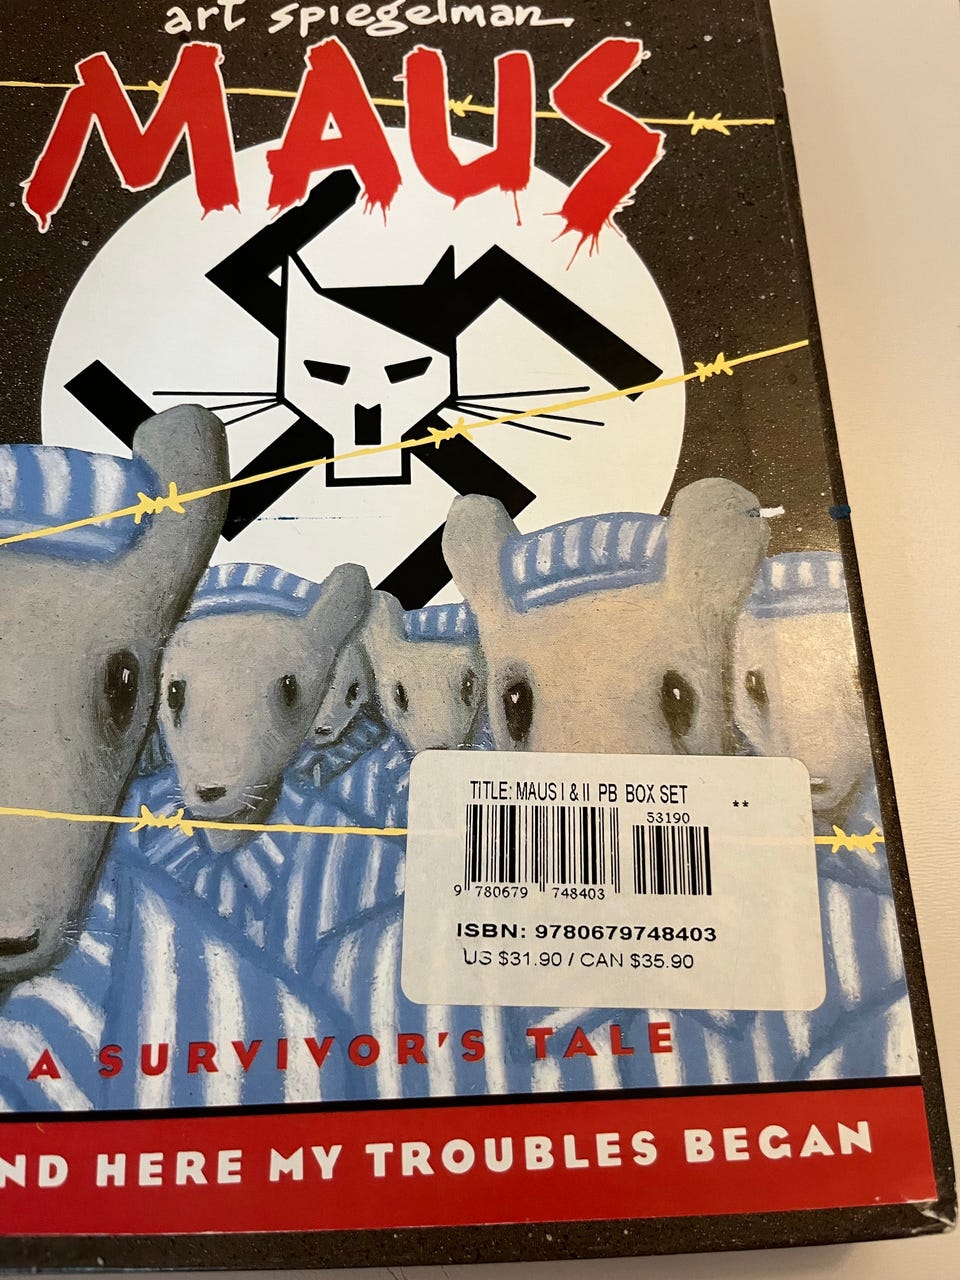 art spiegelman
MAUS
TITLE: MAUS I & II PB BOX SET
**
53190
9 780679 748403
ISBN: 9780679748403
US $31.90 / CAN $35.90
A SURVIVOR'S TALE
ND HERE MY TROUBLES BEGAN